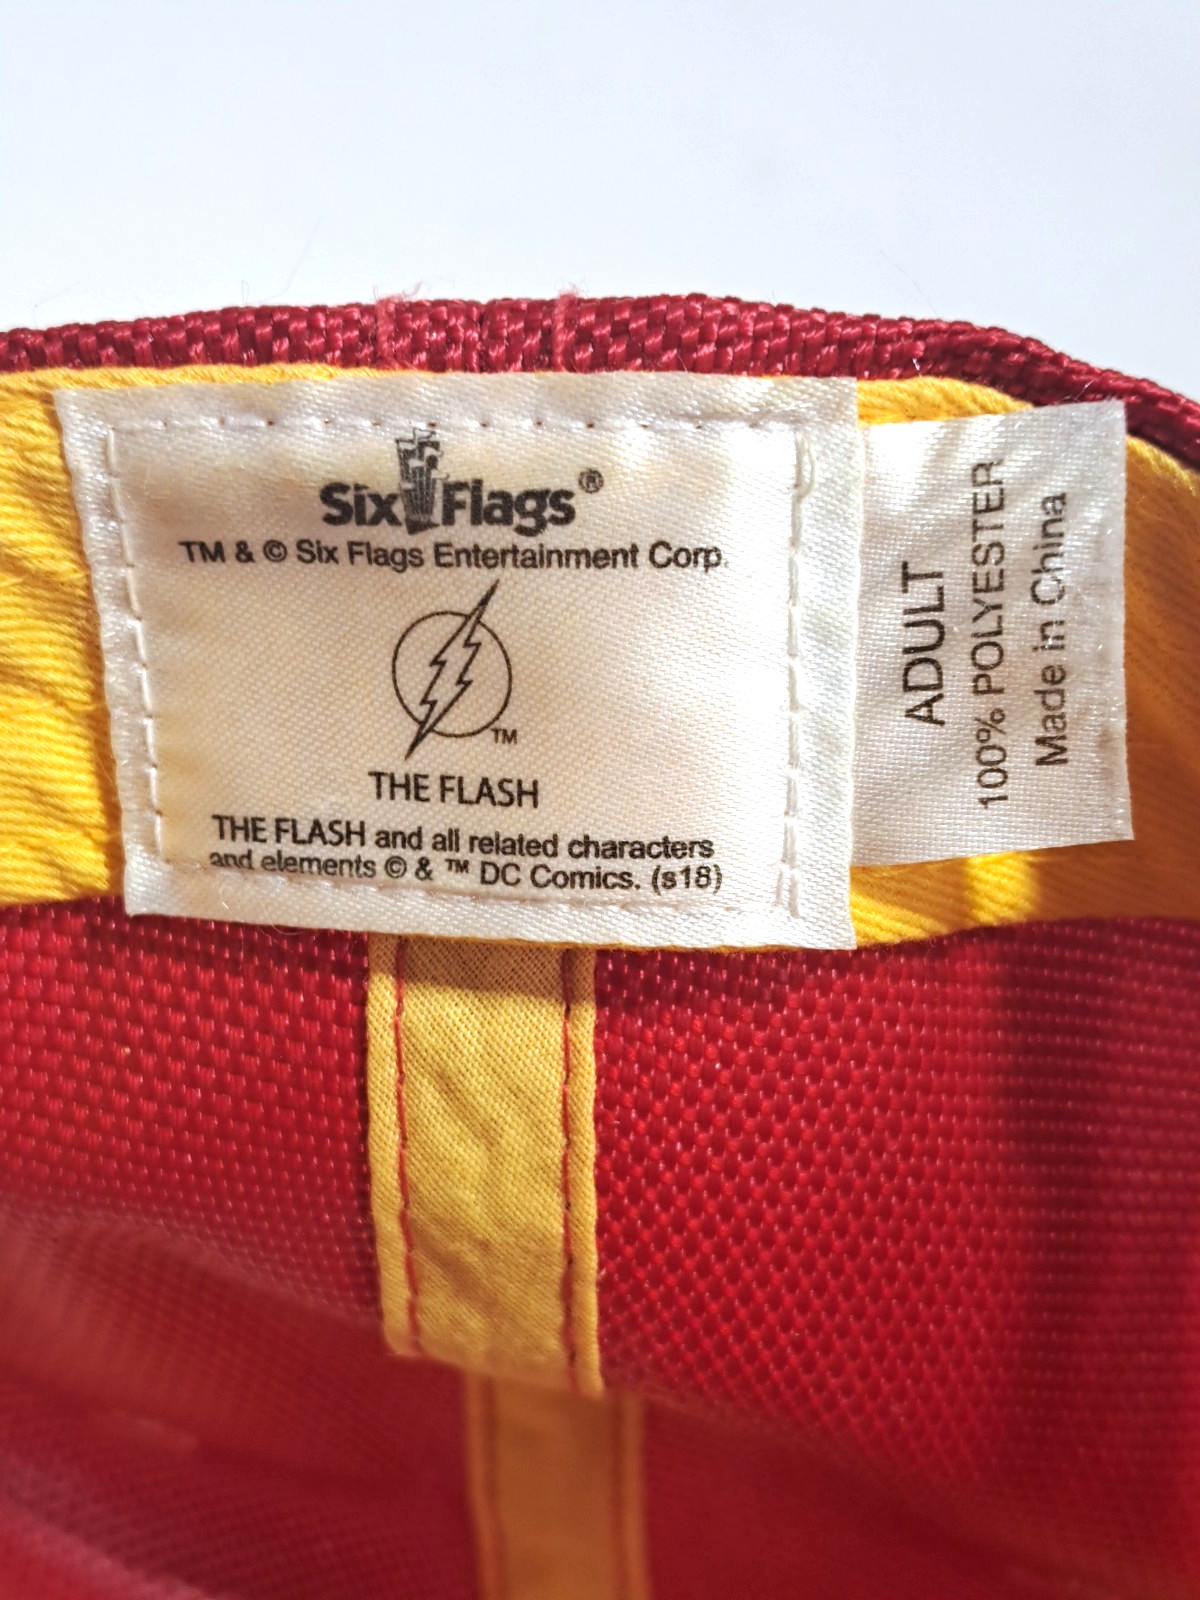 Six Flags®
TM & © Six Flags Entertainment Corp.
TM
THE FLASH
THE FLASH and all related characters
and elements © & ™ DC Comics. (s18)
ADULT
100% POLYESTER
Made in China